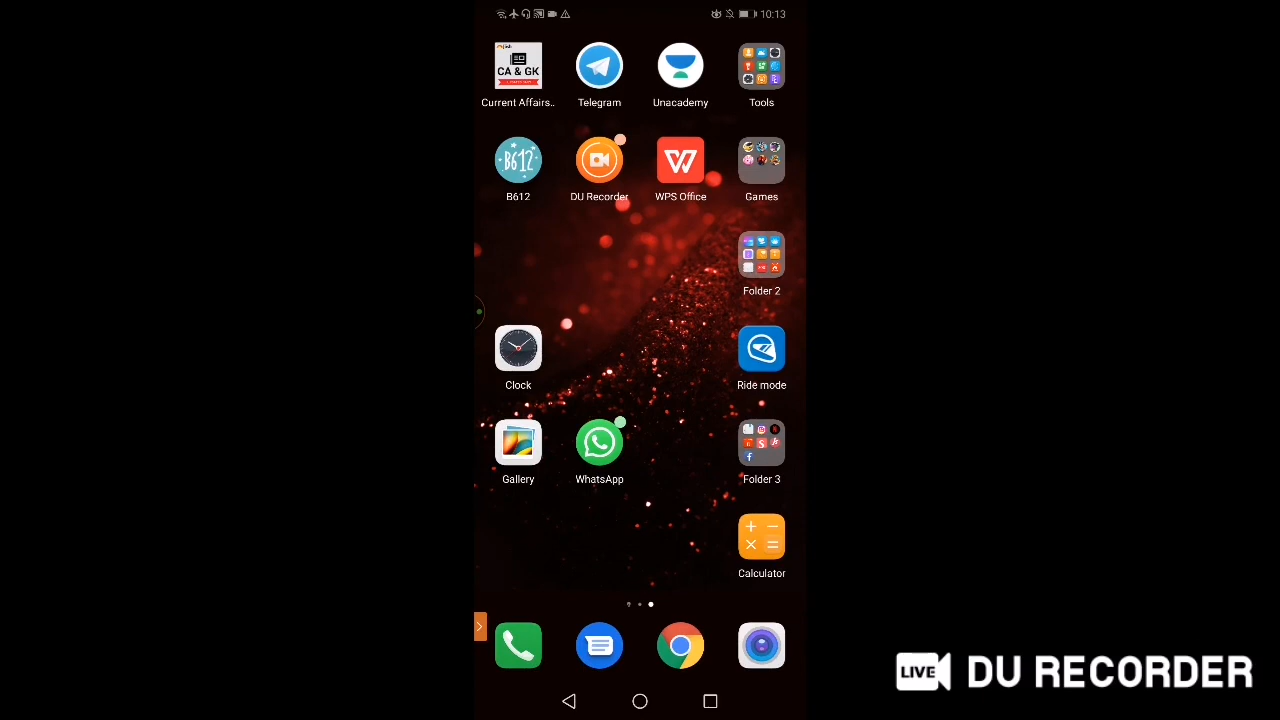 10:13
CA & GK
Current Affairs..
Telegram
Unacademy
Tools
B612
B612
DU Recorder
WPS Office
Games
Folder 2
Clock
Ride mode
Gallery
WhatsApp
Folder 3
Calculator
LIVE DU RECORDER